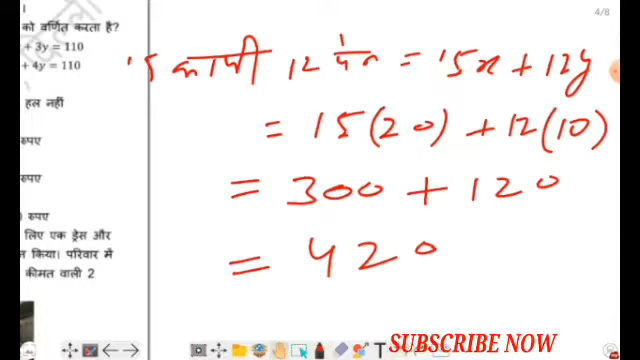 को वर्णित करता है?
+ 3y = 110
+ 4y = 110
हल नहीं
रुपए
रुपए
रुपए
लिए एक ड्रेस और
न किया। परिवार में
कीमत वाली 2
4/8
15 कापी 12 पेन = 15x + 12y
= 15(20) + 12(10)
= 300 + 120
= 420
SUBSCRIBE NOW